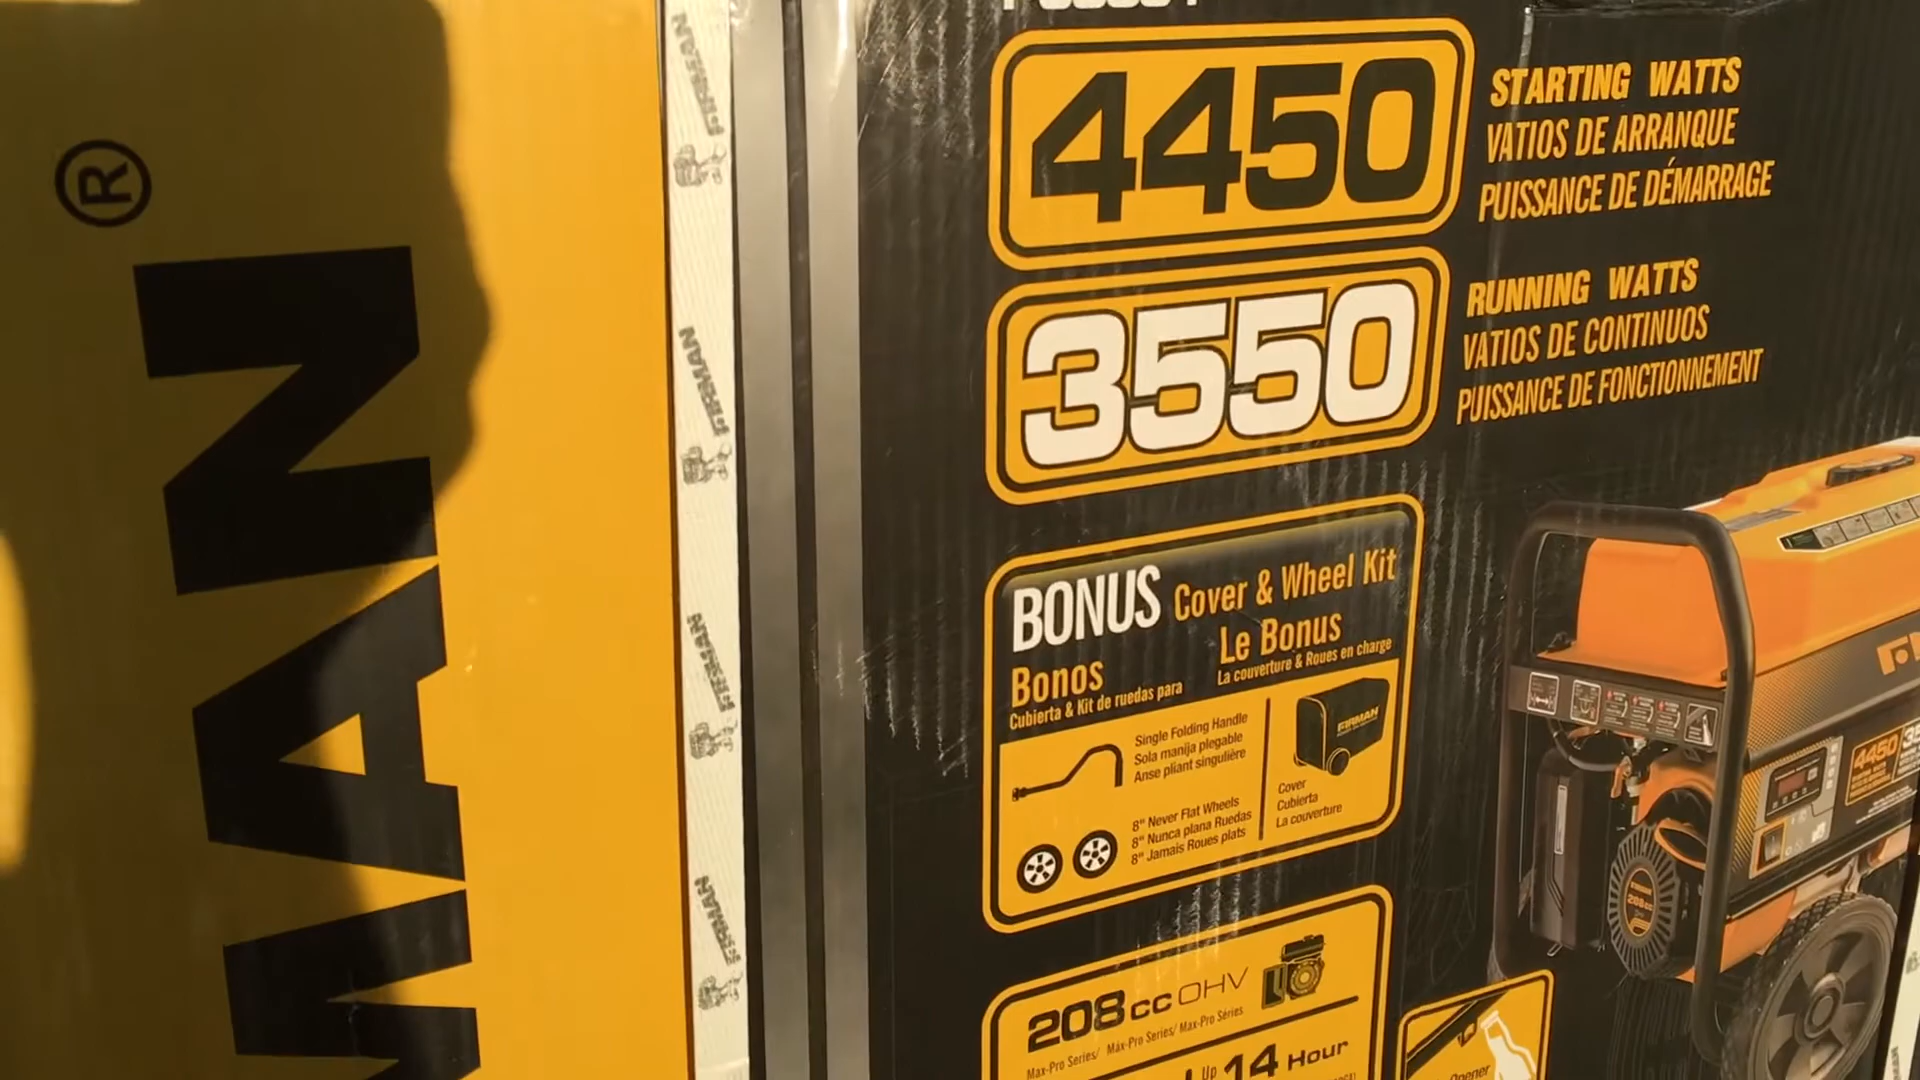 ®
MAN
FIRMAN
FIRMAN
FIRMAN
FIRMAN
4450
STARTING WATTS
VATIOS DE ARRANQUE
PUISSANCE DE DÉMARRAGE
3550
RUNNING WATTS
VATIOS DE CONTINUOS
PUISSANCE DE FONCTIONNEMENT
BONUS Cover & Wheel Kit
Le Bonus
La couverture & Roues en charge
Bonos
Cubierta & Kit de ruedas para
Single Folding Handle
Sola manija plegable
Anse pliant singulière
FIRMAN
Cover
Cubierta
La couverture
8" Never Flat Wheels
8" Nunca plana Ruedas
8" Jamais Roues plats
208cc OHV
Max-Pro Series/ Máx-Pro Series/ Max-Pro Séries
Up 14 Hour
Opener
4450
208cc